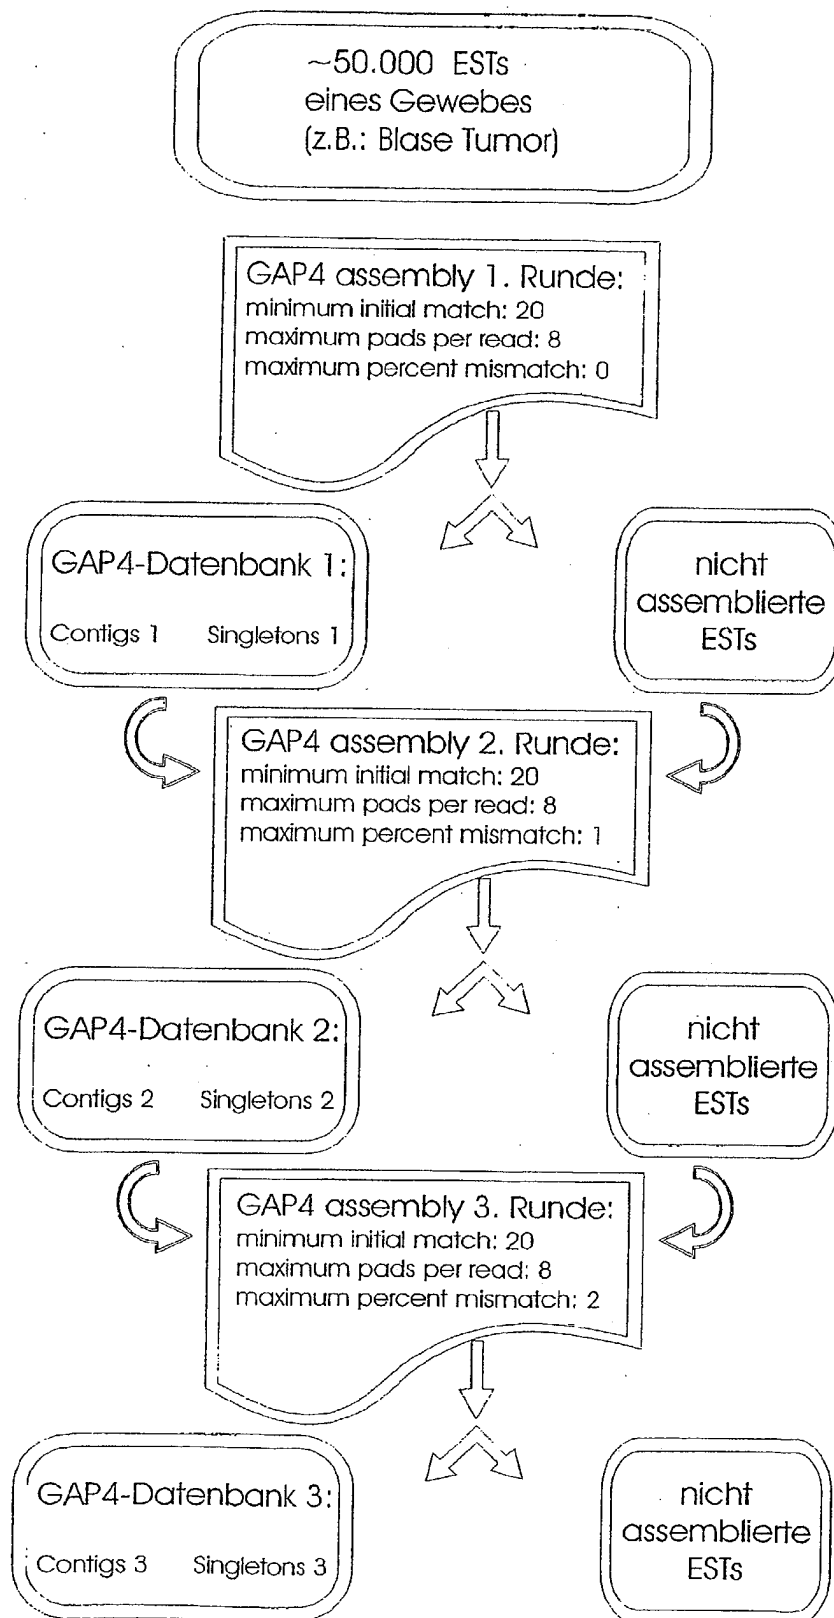 ~50.000 ESTs
eines Gewebes
(z.B.: Blase Tumor)
GAP4 assembly 1. Runde:
minimum initial match: 20
maximum pads per read: 8
maximum percent mismatch: 0
GAP4-Datenbank 1:
Contigs 1 Singletons 1
nicht
assemblierte
ESTs
GAP4 assembly 2. Runde:
minimum initial match: 20
maximum pads per read: 8
maximum percent mismatch: 1
GAP4-Datenbank 2:
Contigs 2 Singletons 2
nicht
assemblierte
ESTs
GAP4 assembly 3. Runde:
minimum initial match: 20
maximum pads per read: 8
maximum percent mismatch: 2
GAP4-Datenbank 3:
Contigs 3 Singletons 3
nicht
assemblierte
ESTs